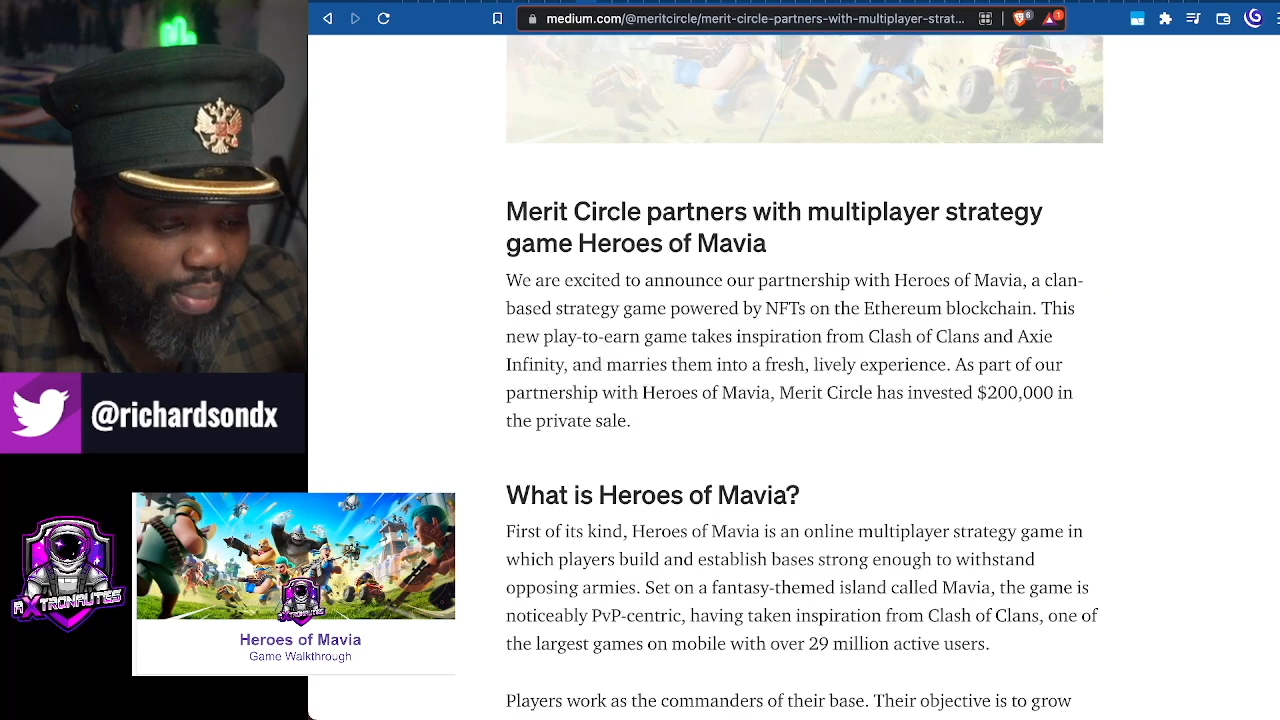 medium.com/@meritcircle/merit-circle-partners-with-multiplayer-strat...
6
1
Merit Circle partners with multiplayer strategy
game Heroes of Mavia
We are excited to announce our partnership with Heroes of Mavia, a clan-
based strategy game powered by NFTs on the Ethereum blockchain. This
new play-to-earn game takes inspiration from Clash of Clans and Axie
Infinity, and marries them into a fresh, lively experience. As part of our
partnership with Heroes of Mavia, Merit Circle has invested $200,000 in
the private sale.
What is Heroes of Mavia?
First of its kind, Heroes of Mavia is an online multiplayer strategy game in
which players build and establish bases strong enough to withstand
opposing armies. Set on a fantasy-themed island called Mavia, the game is
noticeably PvP-centric, having taken inspiration from Clash of Clans, one of
the largest games on mobile with over 29 million active users.
Players work as the commanders of their base. Their objective is to grow
@richardsondx
AXTRONAUTES
Heroes of Mavia
Game Walkthrough